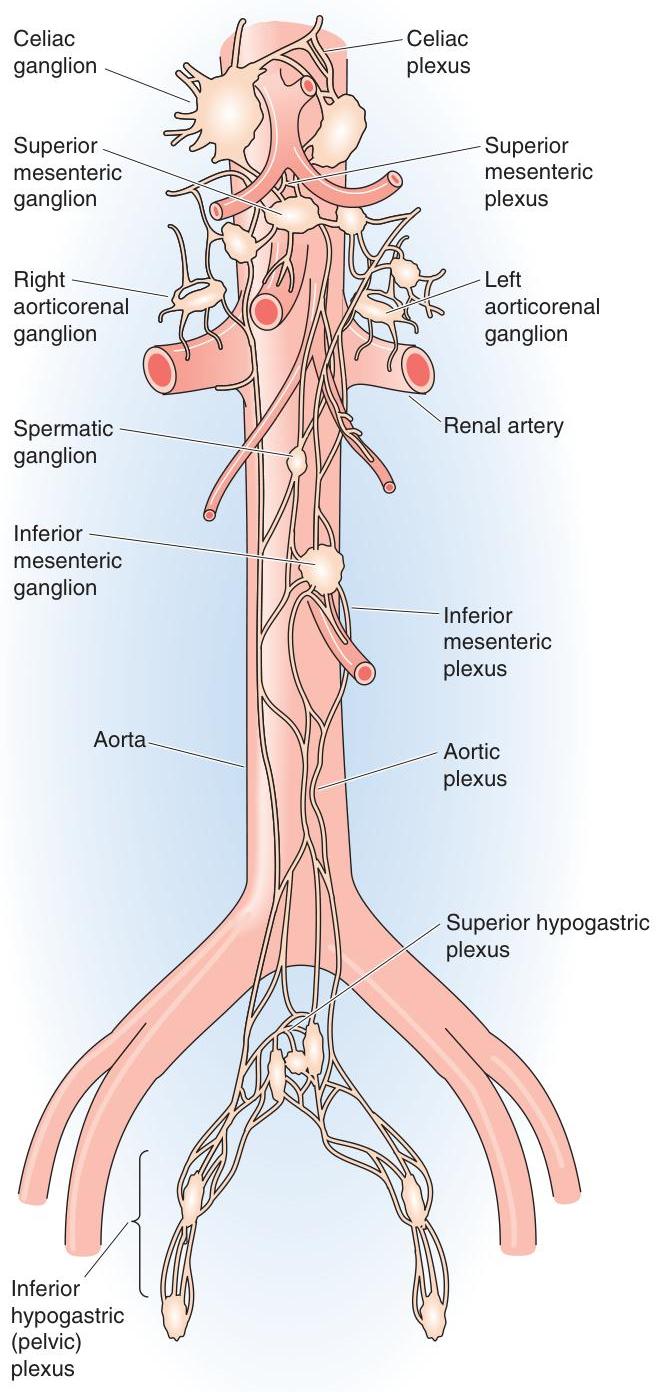 Celiac
ganglion
Celiac
plexus
Superior
mesenteric
ganglion
Superior
mesenteric
plexus
Right
aorticorenal
ganglion
Left
aorticorenal
ganglion
Renal artery
Spermatic
ganglion
Inferior
mesenteric
ganglion
Inferior
mesenteric
plexus
Aorta
Aortic
plexus
Superior hypogastric
plexus
Inferior
hypogastric
(pelvic)
plexus